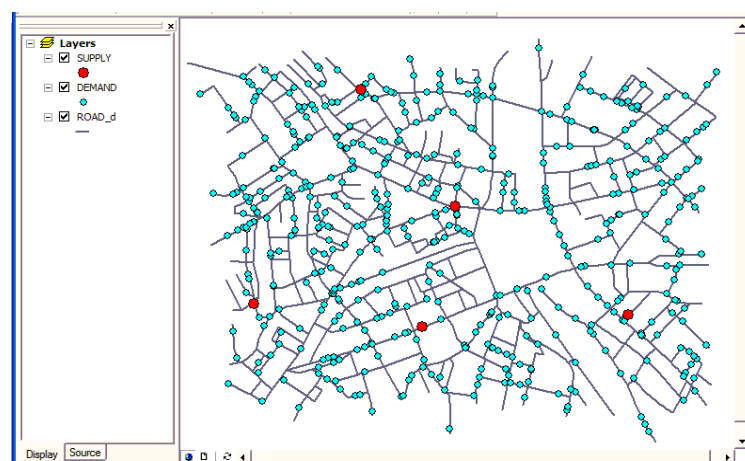 Layers
SUPPLY
DEMAND
ROAD_d
Display
Source